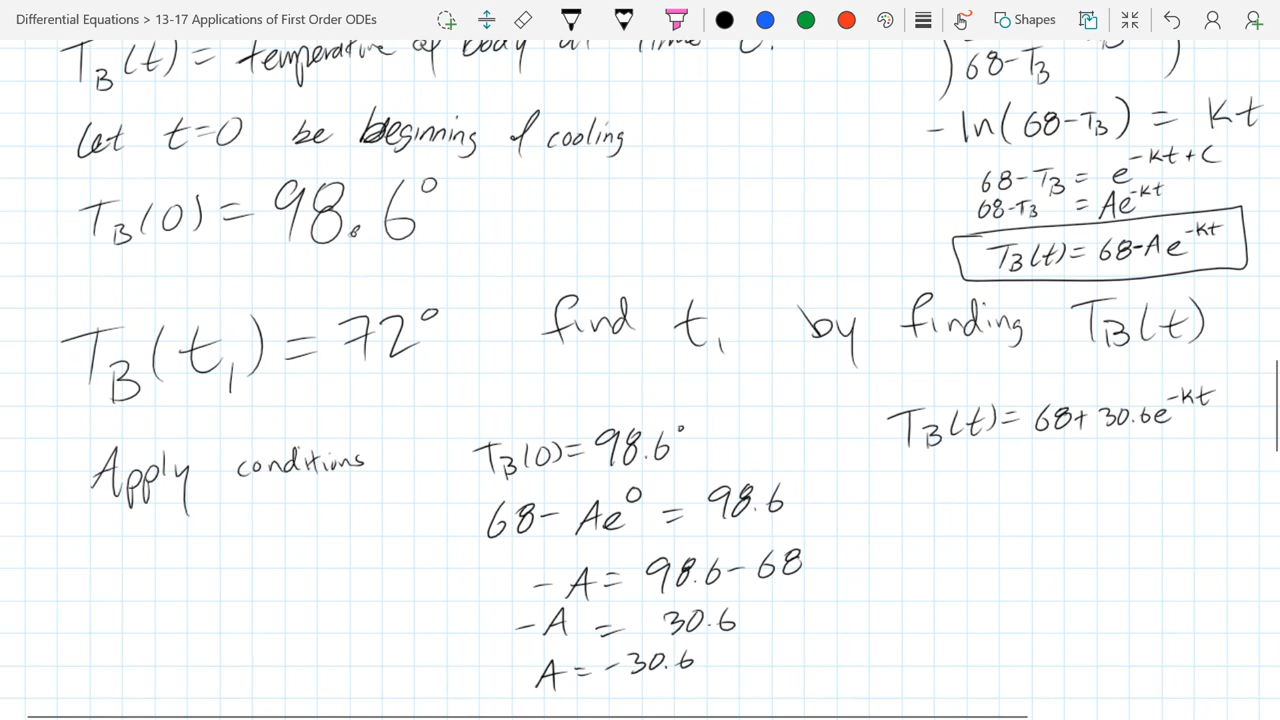 Differential Equations > 13-17 Applications of First Order ODEs
Shapes
T_B(t) = temperature of body at time t.
68-T_B
Let t=0 be beginning of cooling
-ln(68-T_B) = Kt
68-T_B = e^{-Kt+C}
68-T_B = Ae^{-Kt}
T_B(t) = 68-Ae^{-Kt}
T_B(0) = 98.6°
T_B(t_1) = 72° find t_1 by finding T_B(t)
T_B(t) = 68+30.6e^{-Kt}
Apply conditions
T_B(0) = 98.6°
68 - Ae^0 = 98.6
-A = 98.6-68
-A = 30.6
A = -30.6